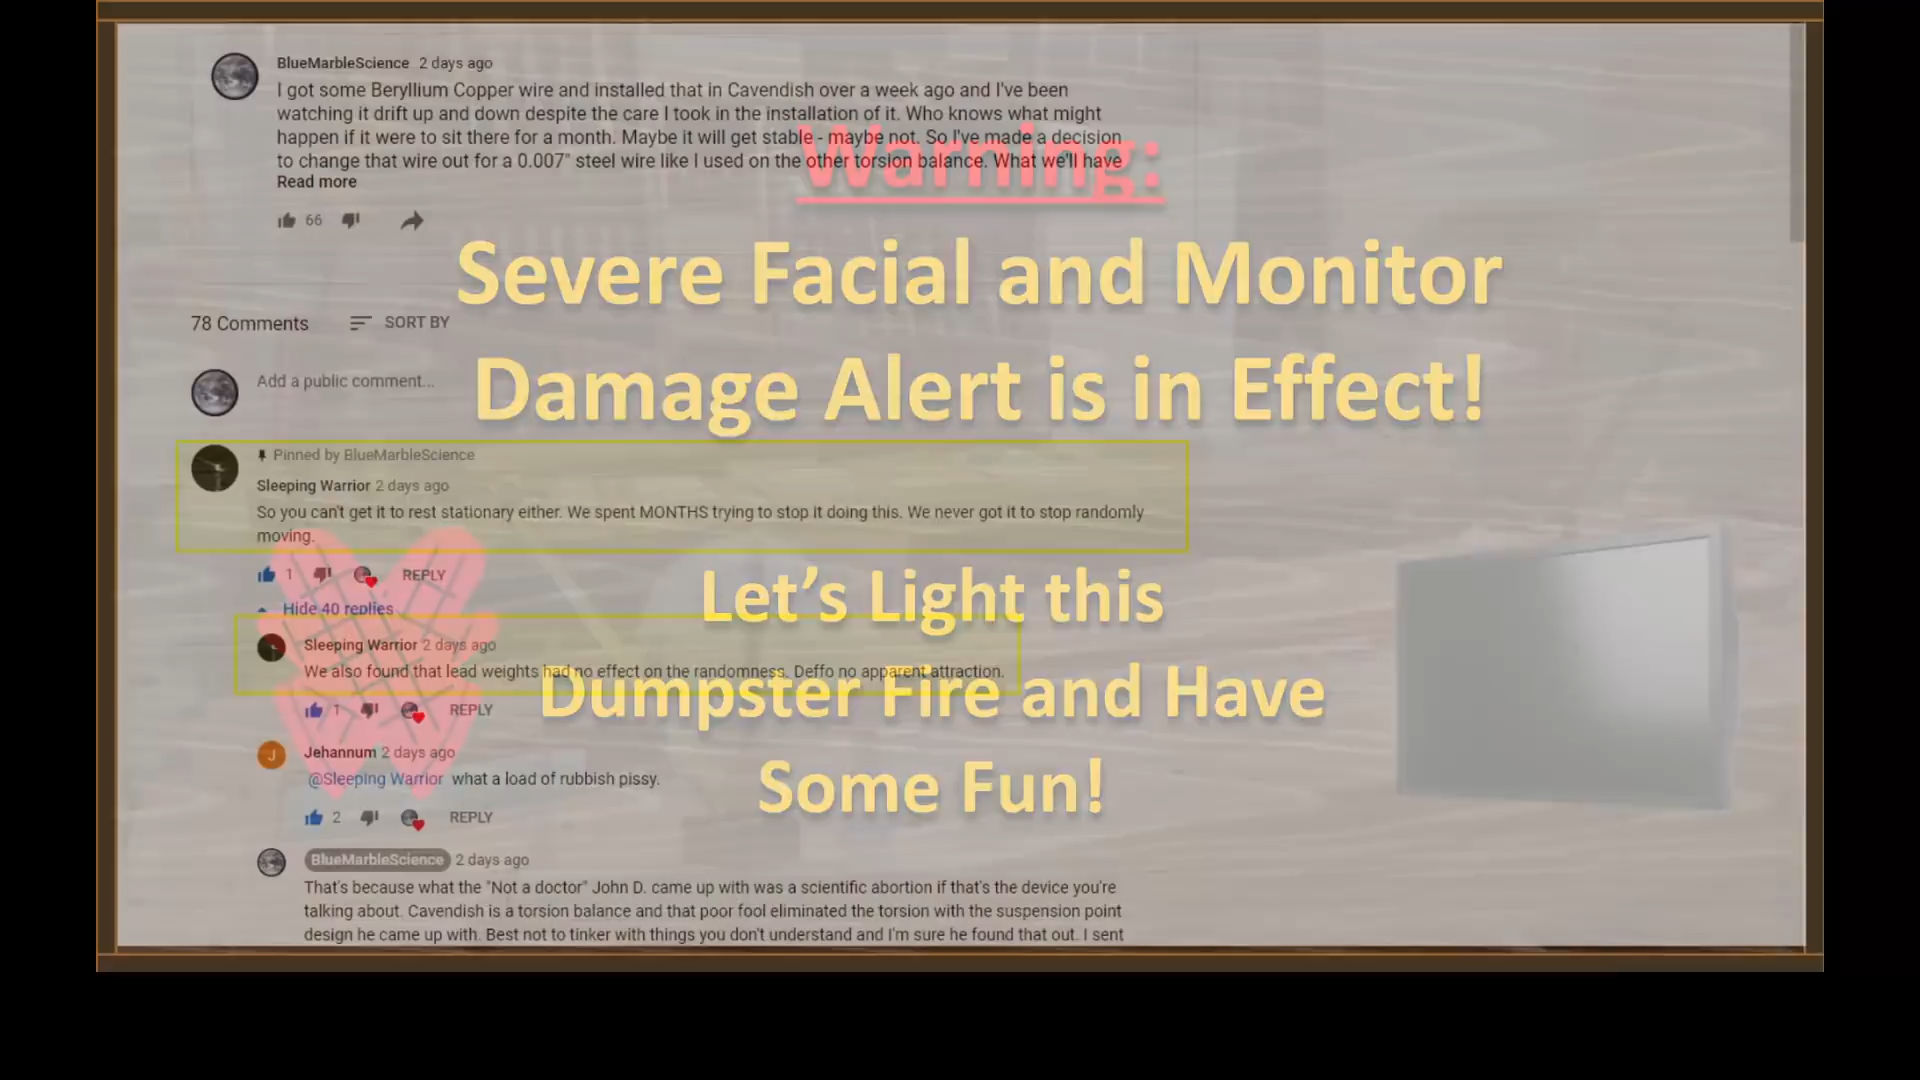 BlueMarbleScience 2 days ago
I got some Beryllium Copper wire and installed that in Cavendish over a week ago and I've been
watching it drift up and down despite the care I took in the installation of it. Who knows what might
happen if it were to sit there for a month. Maybe it will get stable - maybe not. So I've made a decision
to change that wire out for a 0.007" steel wire like I used on the other torsion balance. What we'll have
Read more
66
Warning:
Severe Facial and Monitor
Damage Alert is in Effect!
78 Comments SORT BY
Add a public comment...
Pinned by BlueMarbleScience
Sleeping Warrior 2 days ago
So you can't get it to rest stationary either. We spent MONTHS trying to stop it doing this. We never got it to stop randomly
moving.
1 REPLY
Hide 40 replies
Let's Light this
Dumpster Fire and Have
Some Fun!
Sleeping Warrior 2 days ago
We also found that lead weights had no effect on the randomness. Deffo no apparent attraction.
1 REPLY
J
Jehannum 2 days ago
@Sleeping Warrior what a load of rubbish pissy.
2 REPLY
BlueMarbleScience 2 days ago
That's because what the "Not a doctor" John D. came up with was a scientific abortion if that's the device you're
talking about. Cavendish is a torsion balance and that poor fool eliminated the torsion with the suspension point
design he came up with. Best not to tinker with things you don't understand and I'm sure he found that out. I sent